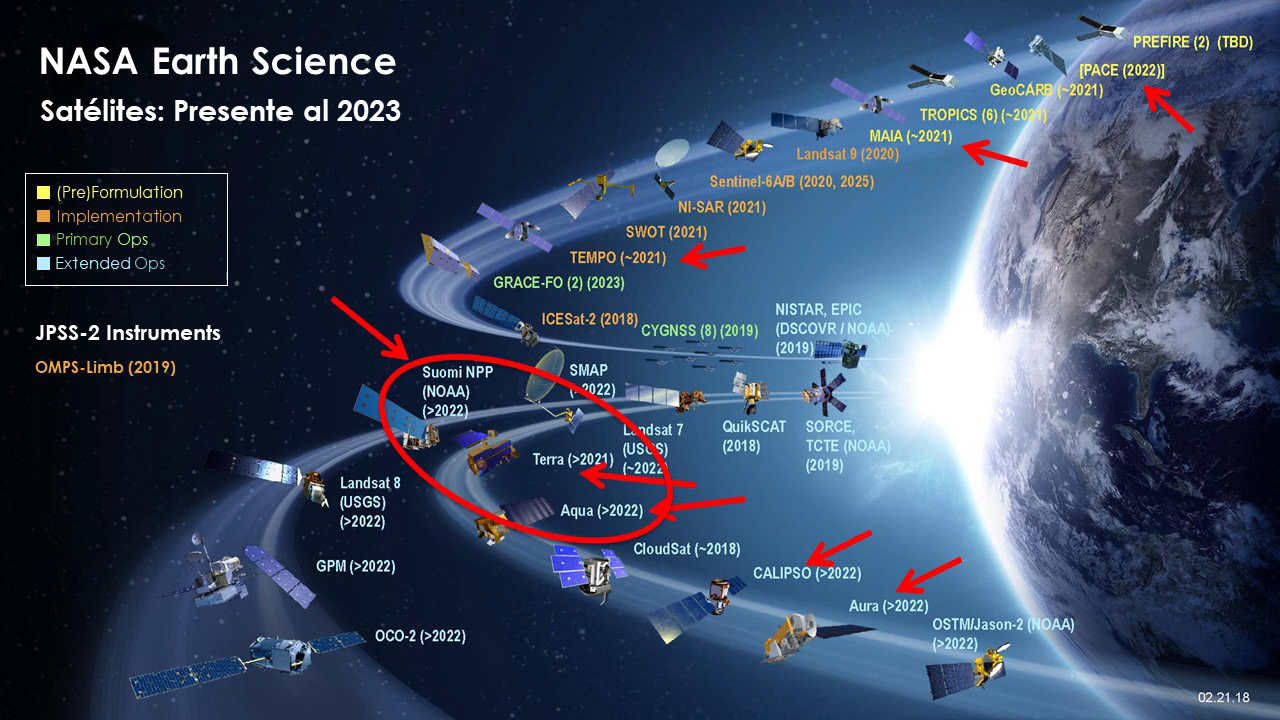 NASA Earth Science
Satélites: Presente al 2023
(Pre)Formulation
Implementation
Primary Ops
Extended Ops
JPSS-2 Instruments
OMPS-Limb (2019)
PREFIRE (2) (TBD)
[PACE (2022)]
GeoCARB (~2021)
TROPICS (6) (~2021)
MAIA (~2021)
Landsat 9 (2020)
Sentinel-6A/B (2020, 2025)
NI-SAR (2021)
SWOT (2021)
TEMPO (~2021)
GRACE-FO (2) (2023)
ICESat-2 (2018)
CYGNSS (8) (2019)
NISTAR, EPIC
(DSCOVR / NOAA)
(2019)
Suomi NPP
(NOAA)
(>2022)
SMAP
(>2022)
Landsat 7
(USGS)
(~2022)
QuikSCAT
(2018)
SORCE,
TCTE (NOAA)
(2019)
Terra (>2021)
Landsat 8
(USGS)
(>2022)
Aqua (>2022)
CloudSat (~2018)
GPM (>2022)
CALIPSO (>2022)
Aura (>2022)
OSTM/Jason-2 (NOAA)
(>2022)
OCO-2 (>2022)
02.21.18